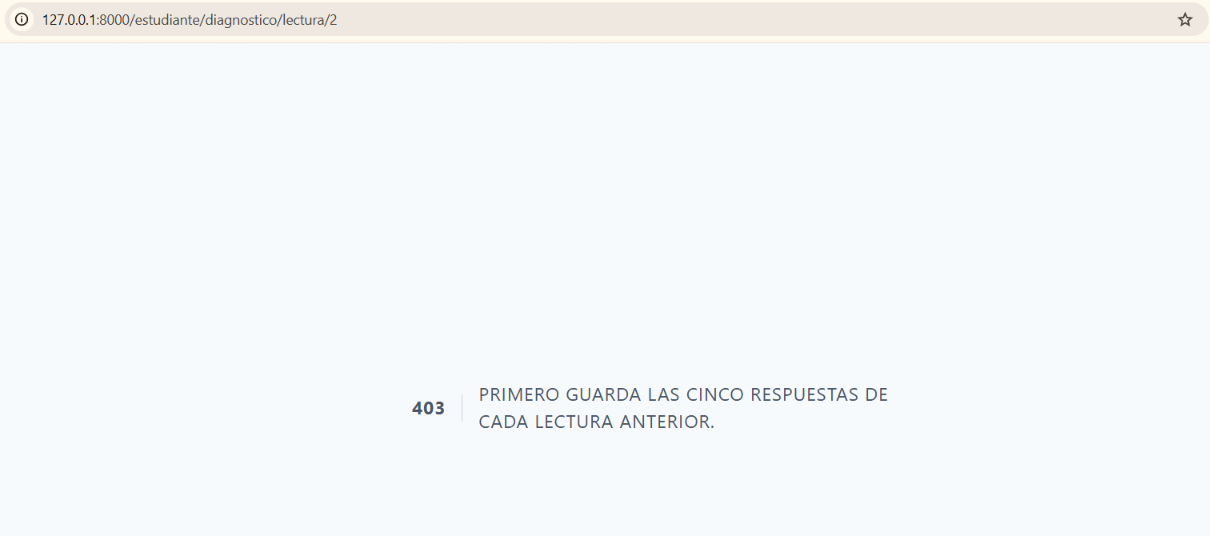 127.0.0.1:8000/estudiante/diagnostico/lectura/2
403
PRIMERO GUARDA LAS CINCO RESPUESTAS DE
CADA LECTURA ANTERIOR.